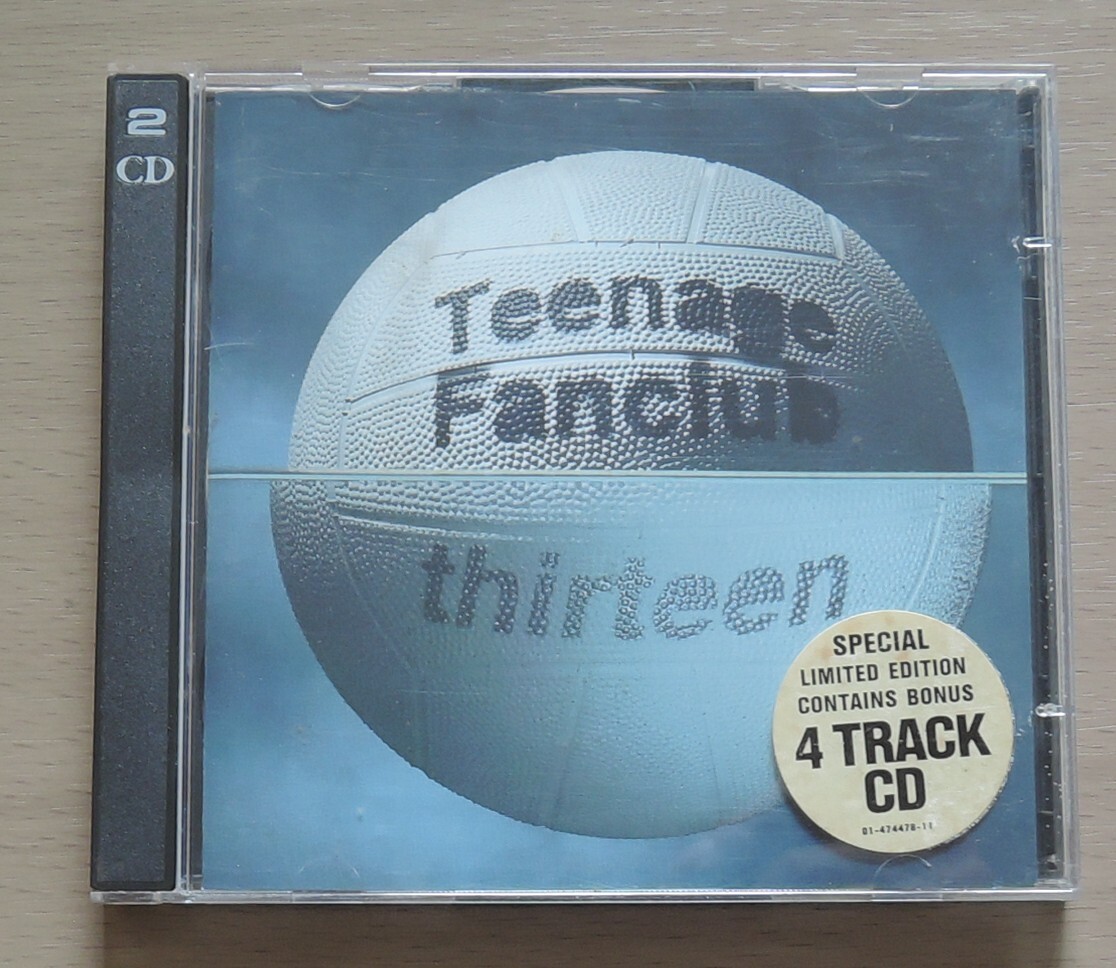 2
CD
Teenage
Fanclub
thirteen
SPECIAL
LIMITED EDITION
CONTAINS BONUS
4 TRACK
CD
01-474478-11